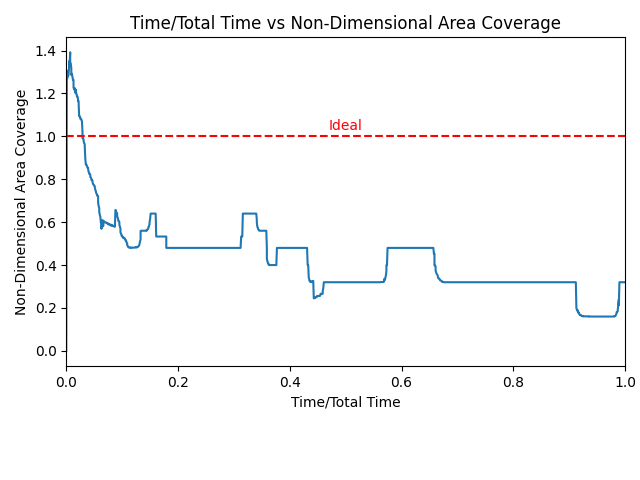 Time/Total Time vs Non-Dimensional Area Coverage
Non-Dimensional Area Coverage
1.4
1.2
1.0
0.8
0.6
0.4
0.2
0.0
Ideal
0.0 0.2 0.4 0.6 0.8 1.0
Time/Total Time